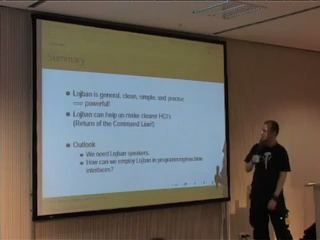 Summary
Lojban is general, clean, simple, and precise
⟹ powerful!
Lojban can help us make clearer HCI's
(Return of the Command Line!)
Outlook
We need Lojban speakers
How can we employ Lojban in programming/machine
interfaces?